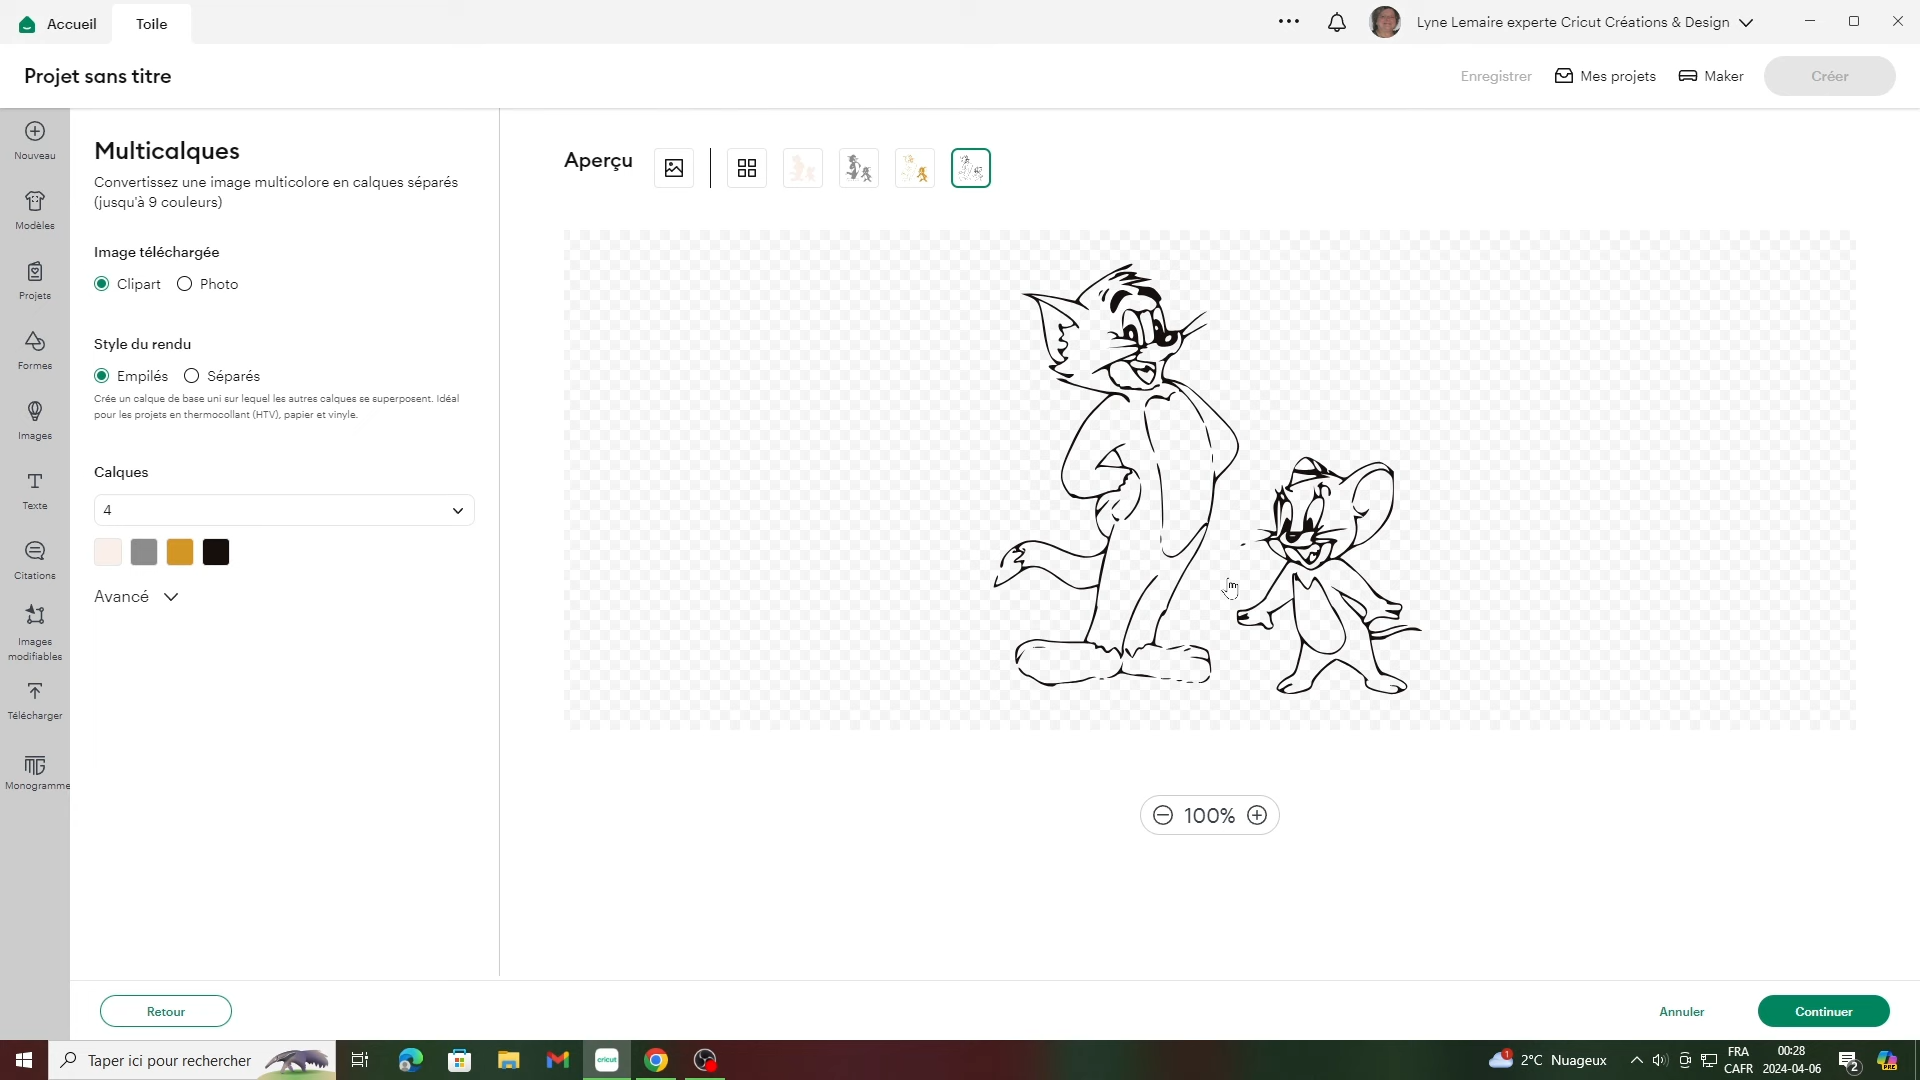 Accueil
Toile
Lyne Lemaire experte Cricut Créations & Design
Projet sans titre
Enregistrer
Mes projets
Maker
Créer
Nouveau
Modèles
Projets
Formes
Images
Texte
Citations
Images
modifiables
Télécharger
Monogramme
Multicalques
Convertissez une image multicolore en calques séparés
(jusqu'à 9 couleurs)
Image téléchargée
Clipart
Photo
Style du rendu
Empilés
Séparés
Crée un calque de base uni sur lequel les autres calques se superposent. Idéal
pour les projets en thermocollant (HTV), papier et vinyle.
Calques
4
Avancé
Aperçu
100%
Retour
Annuler
Continuer
Taper ici pour rechercher
cricut
1
2°C Nuageux
FRA
CAFR
00:28
2024-04-06
2
PRE